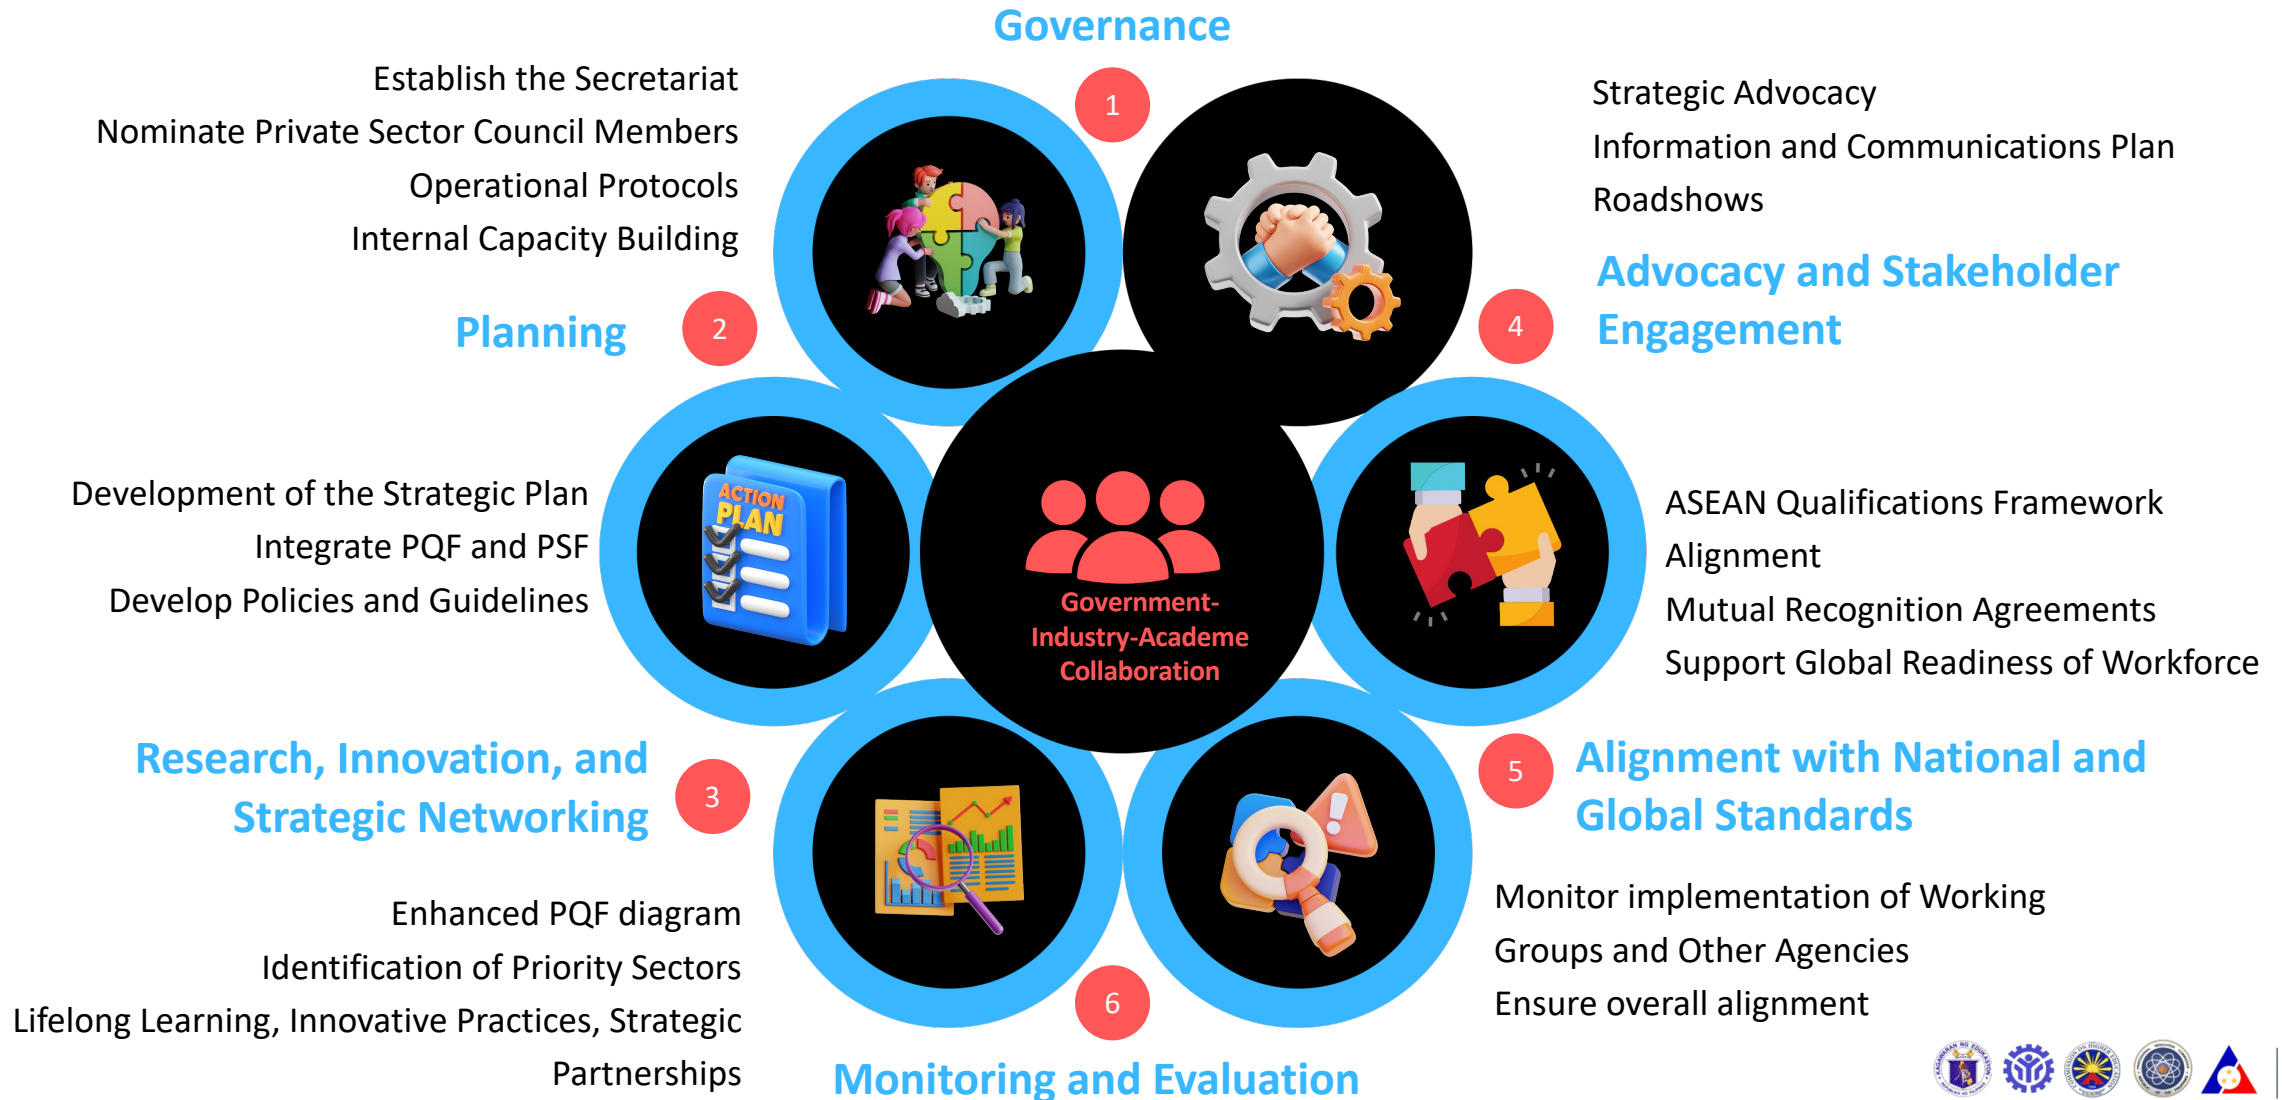 Governance
1
Establish the Secretariat
Nominate Private Sector Council Members
Operational Protocols
Internal Capacity Building
Planning
2
Development of the Strategic Plan
Integrate PQF and PSF
Develop Policies and Guidelines
ACTION
PLAN
Research, Innovation, and
Strategic Networking
3
Enhanced PQF diagram
Identification of Priority Sectors
Lifelong Learning, Innovative Practices, Strategic
Partnerships
Government-
Industry-Academe
Collaboration
Strategic Advocacy
Information and Communications Plan
Roadshows
4
Advocacy and Stakeholder
Engagement
ASEAN Qualifications Framework
Alignment
Mutual Recognition Agreements
Support Global Readiness of Workforce
5
Alignment with National and
Global Standards
Monitor implementation of Working
Groups and Other Agencies
Ensure overall alignment
6
Monitoring and Evaluation